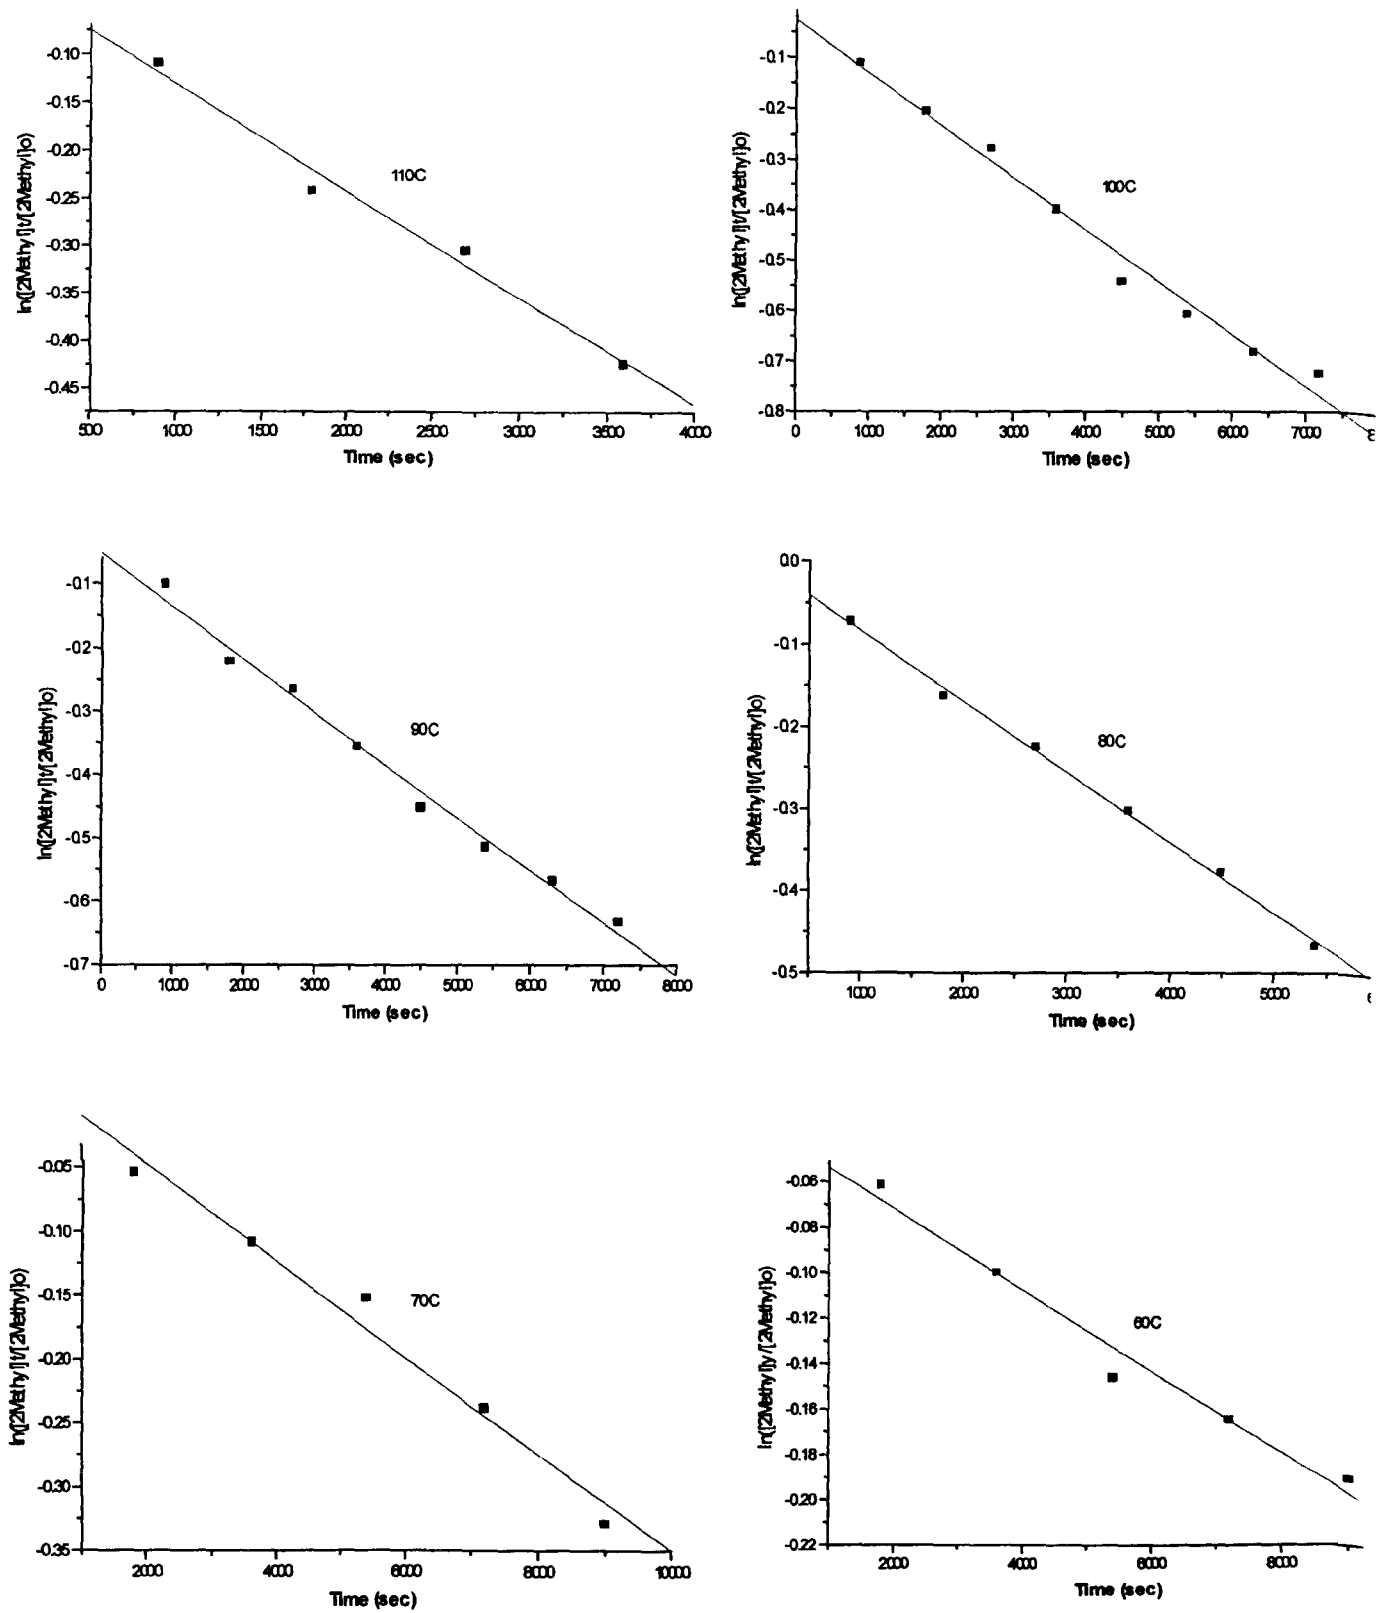 -0.10
-0.15
-0.20
-0.25
-0.30
-0.35
-0.40
-0.45
ln([2Methyl]t/[2Methyl]o)
110C
500 1000 1500 2000 2500 3000 3500 4000
Time (sec)
-0.1
-0.2
-0.3
-0.4
-0.5
-0.6
-0.7
-0.8
ln([2Methyl]t/[2Methyl]o)
100C
0 1000 2000 3000 4000 5000 6000 7000
Time (sec)
-0.1
-0.2
-0.3
-0.4
-0.5
-0.6
-0.7
ln([2Methyl]t/[2Methyl]o)
90C
0 1000 2000 3000 4000 5000 6000 7000 8000
Time (sec)
0.0
-0.1
-0.2
-0.3
-0.4
-0.5
ln([2Methyl]t/[2Methyl]o)
80C
1000 2000 3000 4000 5000
Time (sec)
-0.05
-0.10
-0.15
-0.20
-0.25
-0.30
-0.35
ln([2Methyl]t/[2Methyl]o)
70C
2000 4000 6000 8000 10000
Time (sec)
-0.06
-0.08
-0.10
-0.12
-0.14
-0.16
-0.18
-0.20
-0.22
ln([2Methyl]y/[2Methyl]o)
60C
2000 4000 6000 8000
Time (sec)